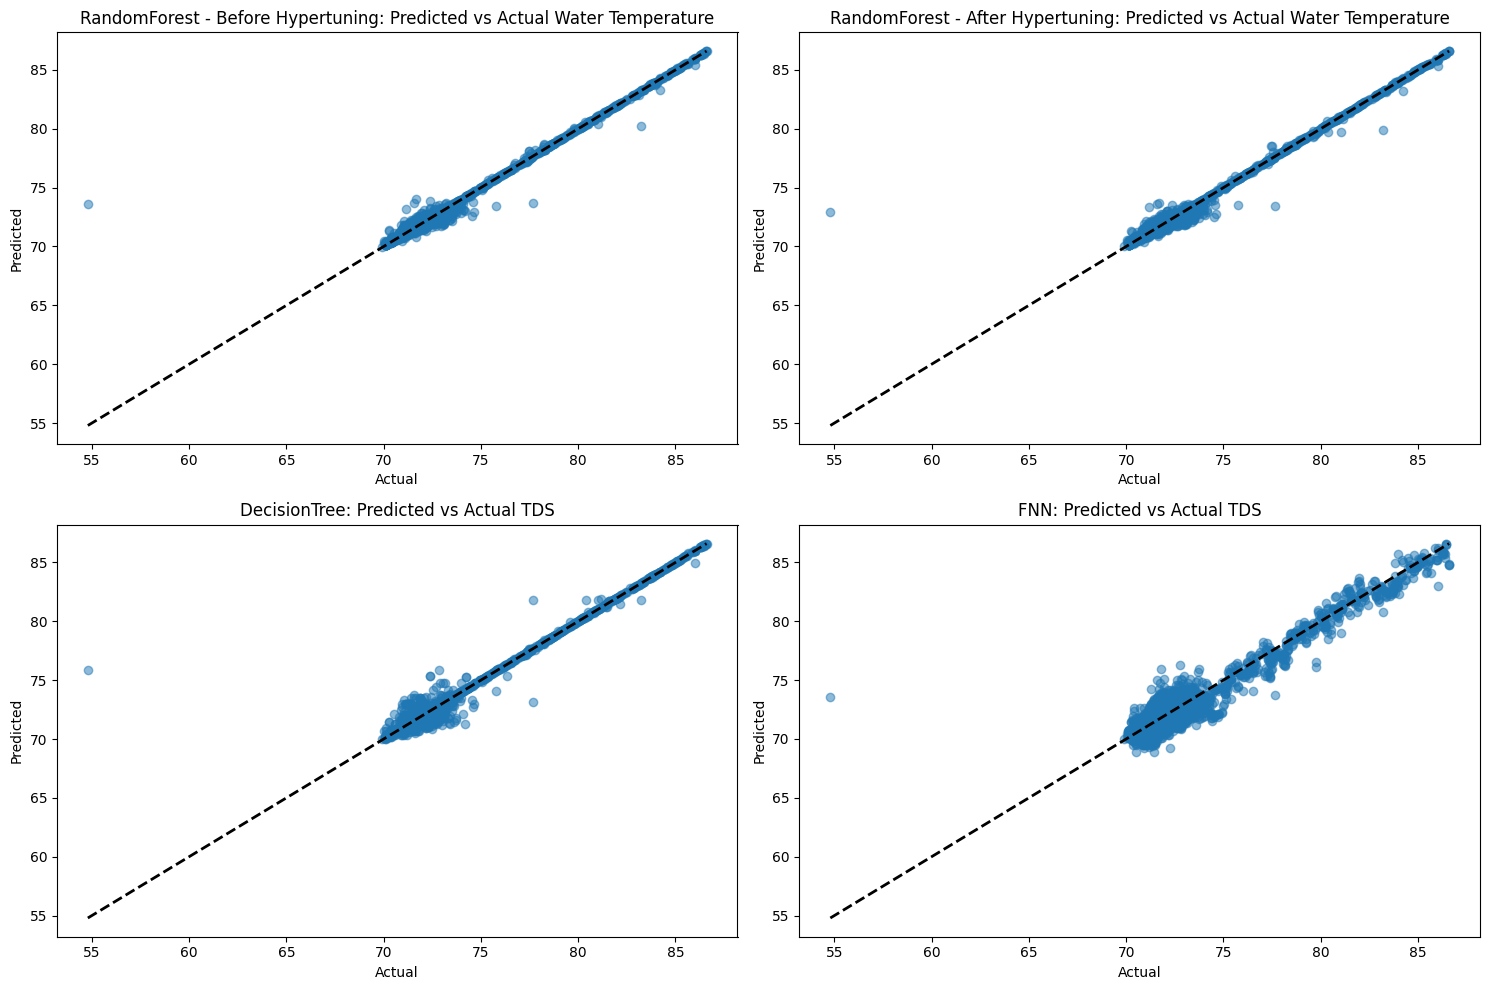 RandomForest - Before Hypertuning: Predicted vs Actual Water Temperature
85
80
75
70
65
60
55
Predicted
55 60 65 70 75 80 85
Actual
RandomForest - After Hypertuning: Predicted vs Actual Water Temperature
85
80
75
70
65
60
55
Predicted
55 60 65 70 75 80 85
Actual
DecisionTree: Predicted vs Actual TDS
85
80
75
70
65
60
55
Predicted
55 60 65 70 75 80 85
Actual
FNN: Predicted vs Actual TDS
85
80
75
70
65
60
55
Predicted
55 60 65 70 75 80 85
Actual